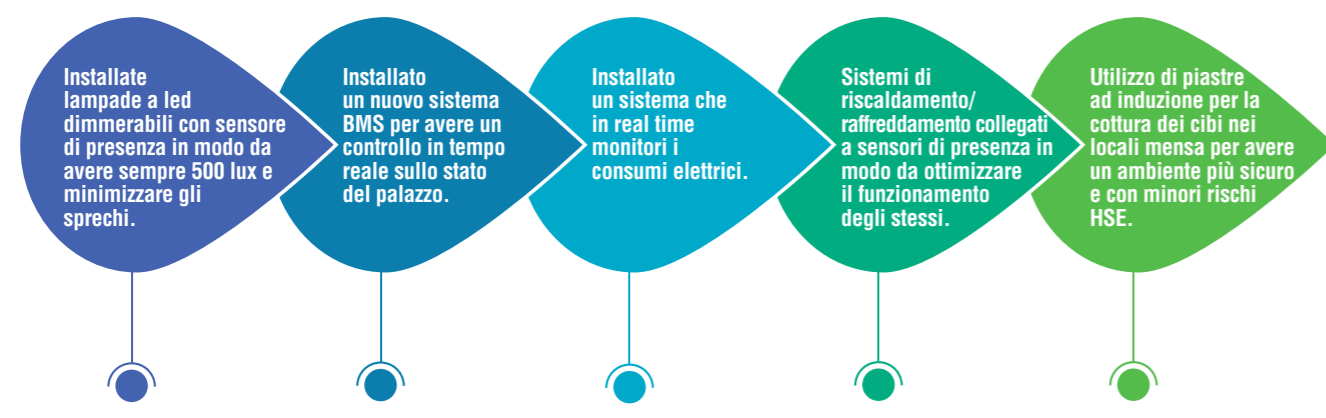 Installate
lampade a led
dimmerabili con sensore
di presenza in modo da
avere sempre 500 lux e
minimizzare gli
sprechi.
Installato
un nuovo sistema
BMS per avere un
controllo in tempo
reale sullo stato
del palazzo.
Installato
un sistema che
in real time
monitori i
consumi elettrici.
Sistemi di
riscaldamento/
raffreddamento collegati
a sensori di presenza in
modo da ottimizzare
il funzionamento
degli stessi.
Utilizzo di piastre
ad induzione per la
cottura dei cibi nei
locali mensa per avere
un ambiente più sicuro
e con minori rischi
HSE.